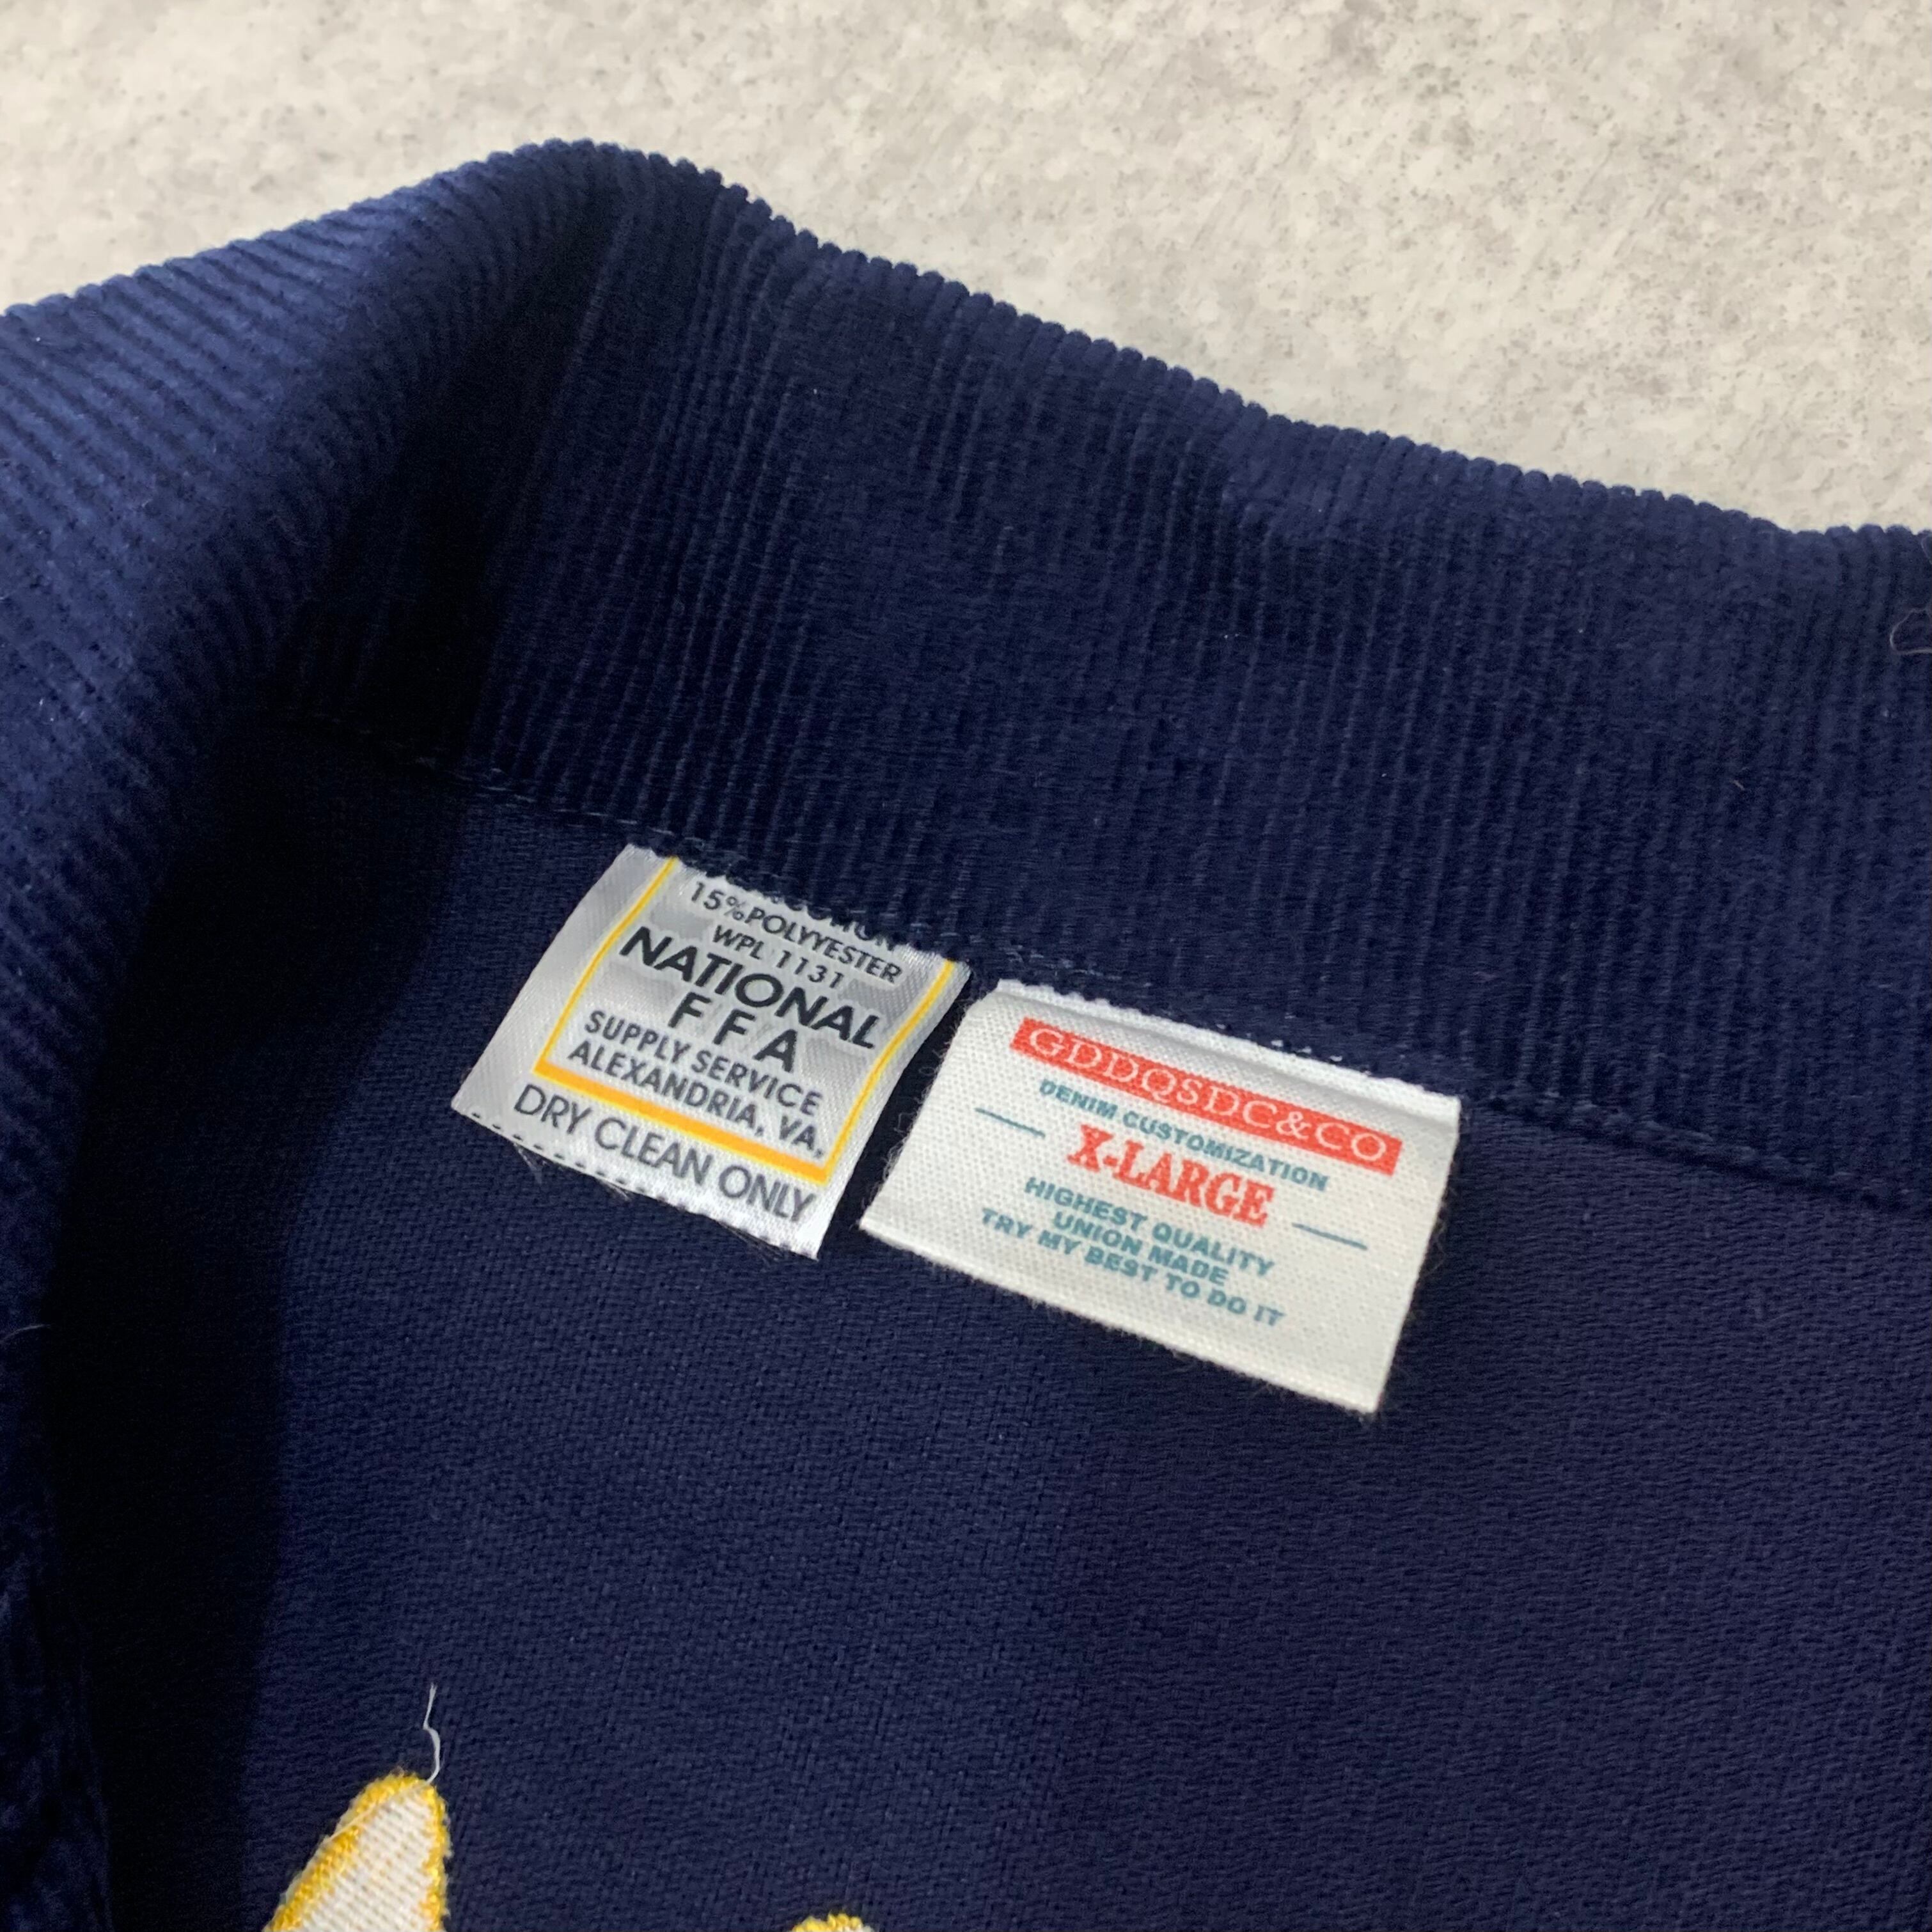 15%POLYYESTER
WPL 1131
NATIONAL
F F A
SUPPLY SERVICE
ALEXANDRIA, VA.
DRY CLEAN ONLY
GDDQSDC&CO
DENIM CUSTOMIZATION
X-LARGE
HIGHEST QUALITY
UNION MADE
TRY MY BEST TO DO IT